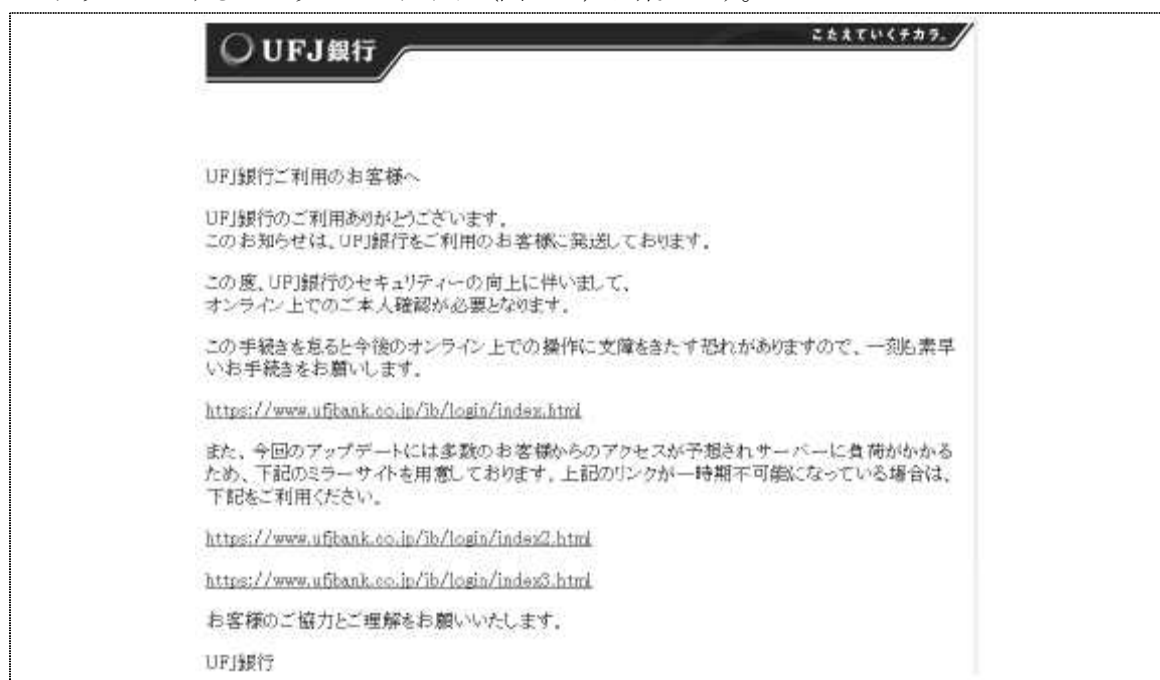 UFJ銀行
こたえていくチカラ。
UFJ銀行ご利用のお客様へ
UFJ銀行のご利用ありがとうございます。
このお知らせは、UFJ銀行をご利用のお客様に発送しております。
この度、UFJ銀行のセキュリティーの向上に伴いまして、
オンライン上でのご本人確認が必要となります。
この手続きを怠ると今後のオンライン上での操作に支障をきたす恐れがありますので、一刻も素早
いお手続きをお願いします。
https://www.ufjbank.co.jp/ib/login/index.html
また、今回のアップデートには多数のお客様からのアクセスが予想されサーバーに負荷がかかる
ため、下記のミラーサイトを用意しております。上記のリンクが一時期不可能になっている場合は、
下記をご利用ください。
https://www.ufjbank.co.jp/ib/login/index2.html
https://www.ufjbank.co.jp/ib/login/index3.html
お客様のご協力とご理解をお願いいたします。
UFJ銀行